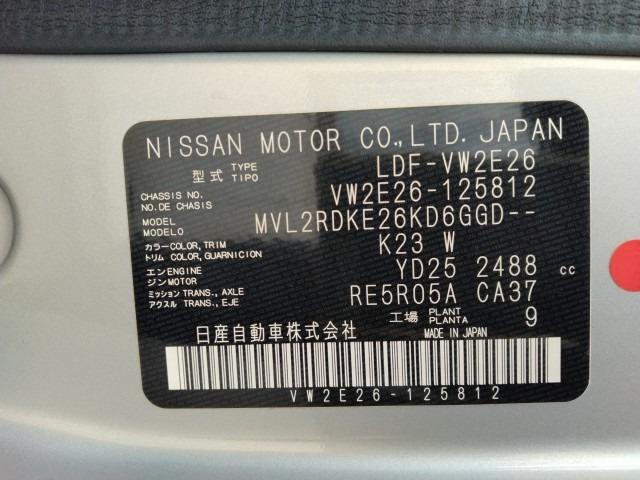 NISSAN MOTOR CO.,LTD. JAPAN
型式 TYPE TIPO LDF-VW2E26
CHASSIS NO. NO. DE CHASIS VW2E26-125812
MODEL MODELO MVL2RDKE26KD6GGD--
カラー COLOR, TRIM トリム COLOR, GUARNICION K23 W
エンジン ENGINE MOTOR YD25 2488 cc
ミッション TRANS., AXLE アクスル TRANS., EJE RE5R05A CA37
工場 PLANT PLANTA 9
日産自動車株式会社 MADE IN JAPAN
VW2E26-125812